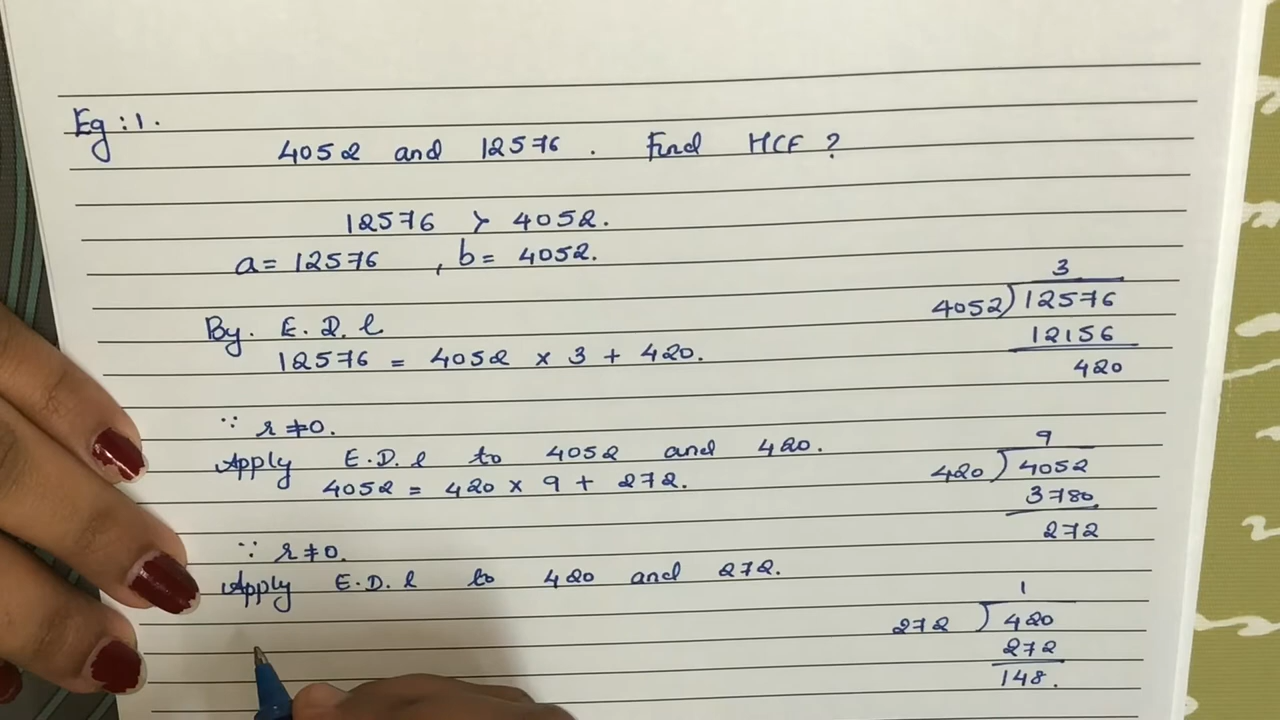 Eg : 1.
4052 and 12576 . Find HCF ?
12576 > 4052.
a = 12576 , b = 4052.
By. E. D. l
12576 = 4052 × 3 + 420.
∵ r ≠ 0.
Apply E.D. l to 4052 and 420.
4052 = 420 × 9 + 272.
∵ r ≠ 0.
Apply E.D. l to 420 and 272.
3
4052 ) 12576
12156
420
9
420 ) 4052
3780
272
1
272 ) 420
272
148.